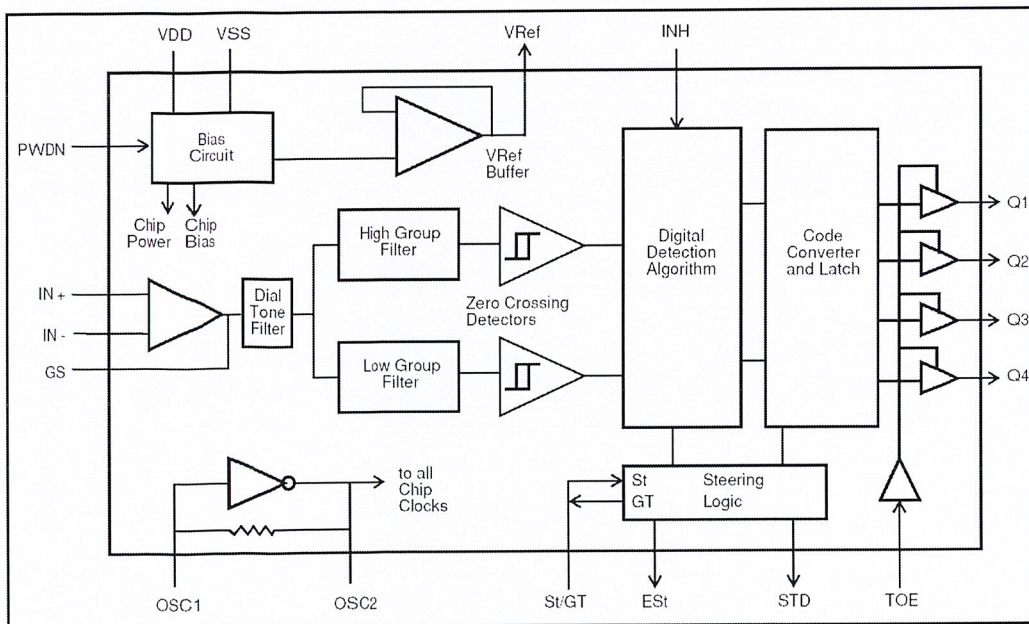 VDD
VSS
VRef
INH
PWDN
Bias
Circuit
VRef
Buffer
Chip
Power
Chip
Bias
High Group
Filter
Digital
Detection
Algorithm
Code
Converter
and Latch
Q1
Q2
Q3
Q4
IN +
IN -
GS
Dial
Tone
Filter
Zero Crossing
Detectors
Low Group
Filter
to all
Chip
Clocks
St
GT
Steering
Logic
OSC1
OSC2
St/GT
ESt
STD
TOE